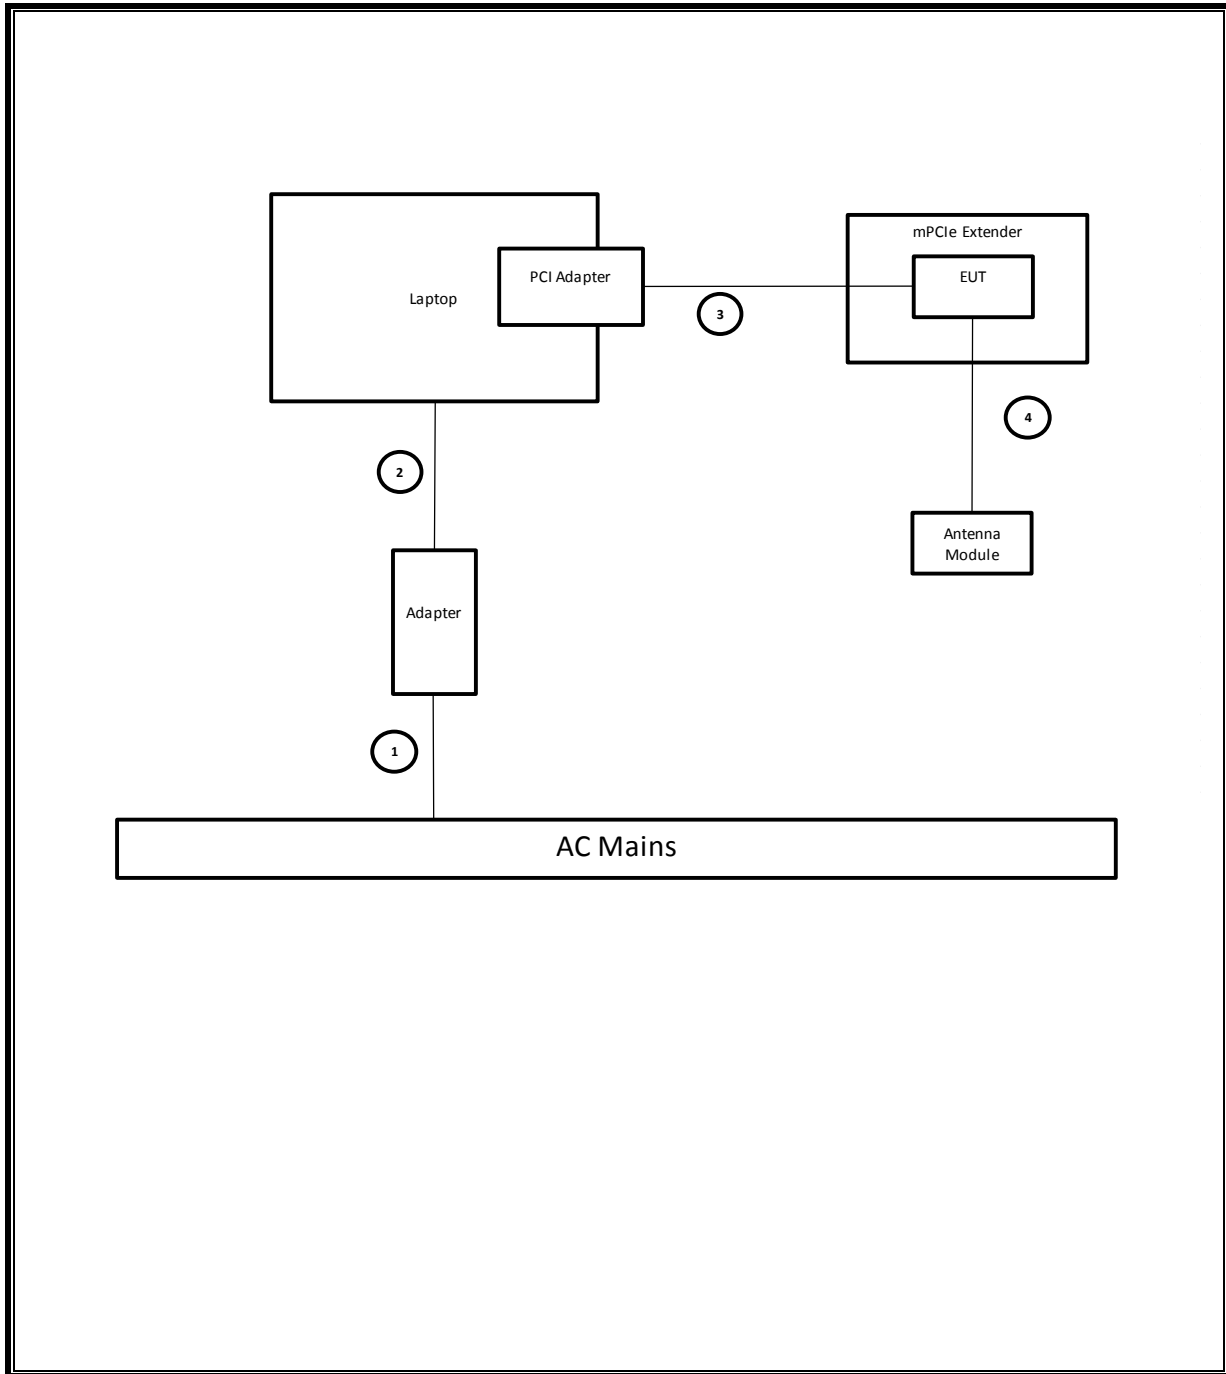 mPCIe Extender
PCI Adapter
EUT
Laptop
3
4
2
Antenna
Module
Adapter
1
AC Mains